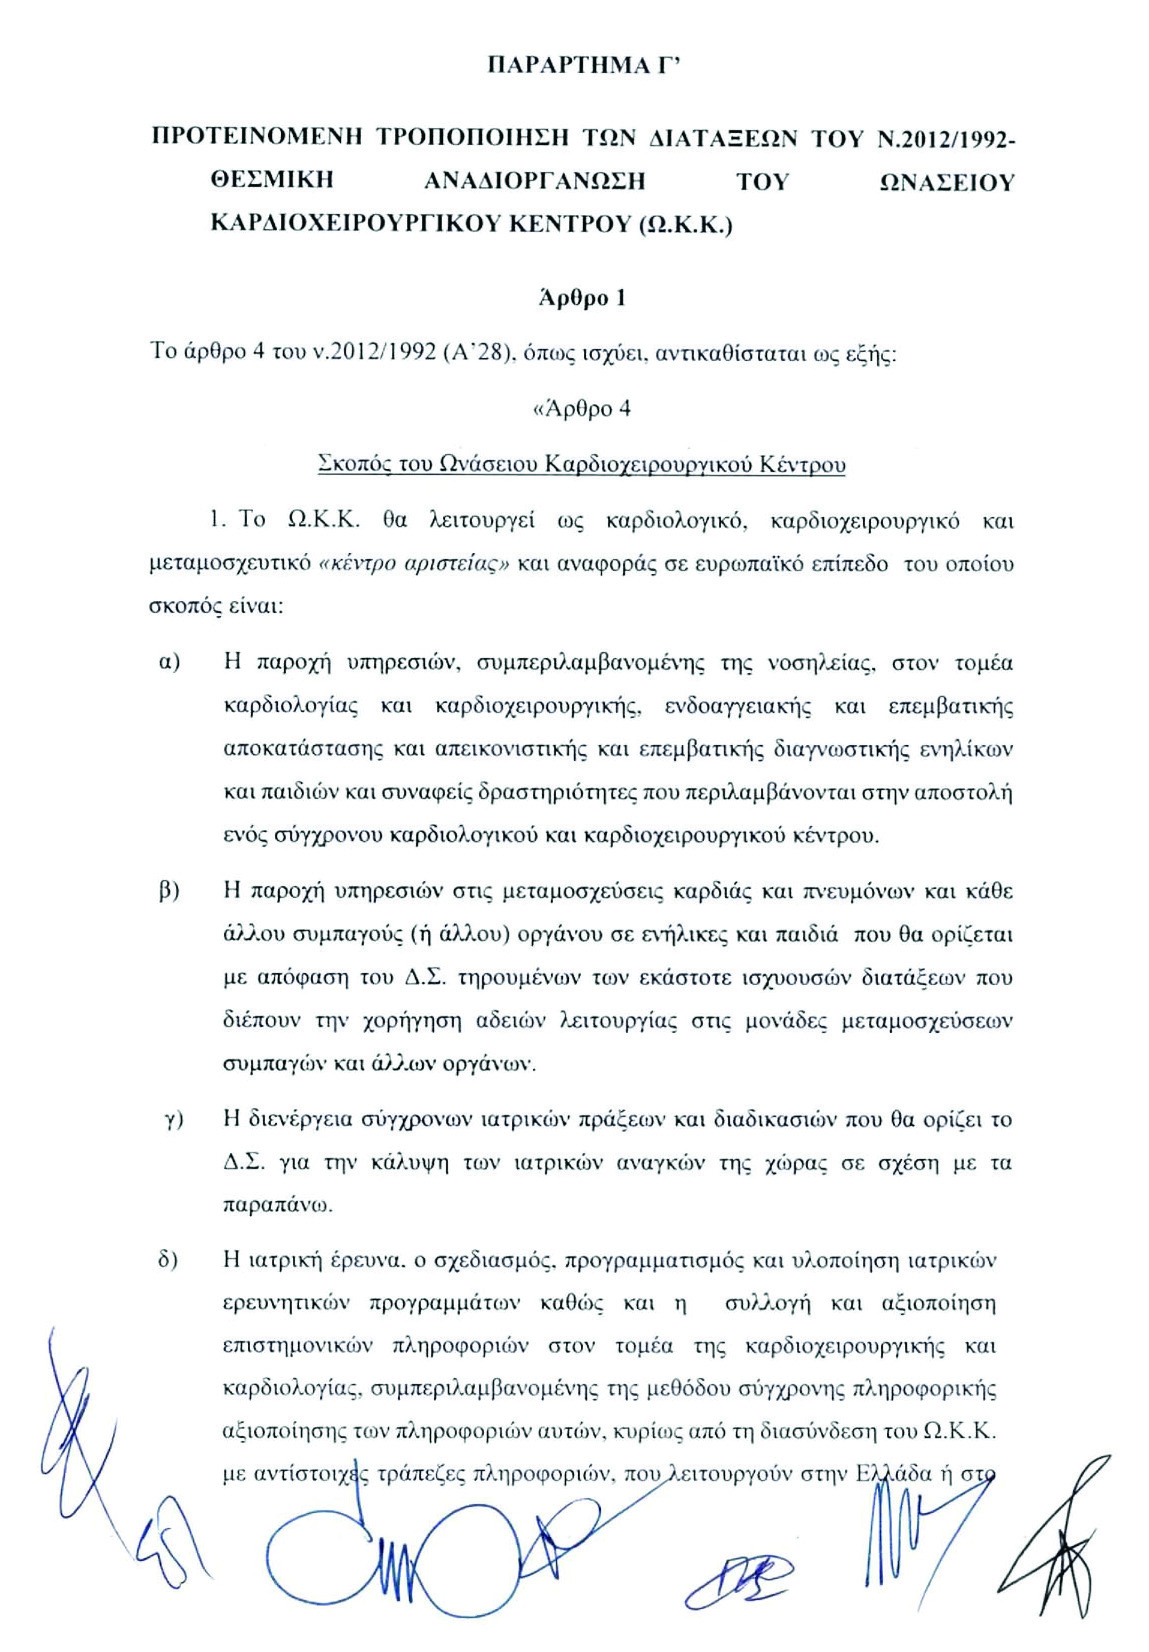 ΠΑΡΑΡΤΗΜΑ Γ’
ΠΡΟΤΕΙΝΟΜΕΝΗ ΤΡΟΠΟΠΟΙΗΣΗ ΤΩΝ ΔΙΑΤΑΞΕΩΝ ΤΟΥ Ν.2012/1992-
ΘΕΣΜΙΚΗ ΑΝΑΔΙΟΡΓΑΝΩΣΗ ΤΟΥ ΩΝΑΣΕΙΟΥ
ΚΑΡΔΙΟΧΕΙΡΟΥΡΓΙΚΟΥ ΚΕΝΤΡΟΥ (Ω.Κ.Κ.)
Άρθρο 1
Το άρθρο 4 του ν.2012/1992 (Α’28), όπως ισχύει, αντικαθίσταται ως εξής:
«Άρθρο 4
Σκοπός του Ωνάσειου Καρδιοχειρουργικού Κέντρου
1. Το Ω.Κ.Κ. θα λειτουργεί ως καρδιολογικό, καρδιοχειρουργικό και
μεταμοσχευτικό «κέντρο αριστείας» και αναφοράς σε ευρωπαϊκό επίπεδο του οποίου
σκοπός είναι:
α) Η παροχή υπηρεσιών, συμπεριλαμβανομένης της νοσηλείας, στον τομέα
καρδιολογίας και καρδιοχειρουργικής, ενδοαγγειακής και επεμβατικής
αποκατάστασης και απεικονιστικής και επεμβατικής διαγνωστικής ενηλίκων
και παιδιών και συναφείς δραστηριότητες που περιλαμβάνονται στην αποστολή
ενός σύγχρονου καρδιολογικού και καρδιοχειρουργικού κέντρου.
β) Η παροχή υπηρεσιών στις μεταμοσχεύσεις καρδιάς και πνευμόνων και κάθε
άλλου συμπαγούς (ή άλλου) οργάνου σε ενήλικες και παιδιά που θα ορίζεται
με απόφαση του Δ.Σ. τηρουμένων των εκάστοτε ισχυουσών διατάξεων που
διέπουν την χορήγηση αδειών λειτουργίας στις μονάδες μεταμοσχεύσεων
συμπαγών και άλλων οργάνων.
γ) Η διενέργεια σύγχρονων ιατρικών πράξεων και διαδικασιών που θα ορίζει το
Δ.Σ. για την κάλυψη των ιατρικών αναγκών της χώρας σε σχέση με τα
παραπάνω.
δ) Η ιατρική έρευνα, ο σχεδιασμός, προγραμματισμός και υλοποίηση ιατρικών
ερευνητικών προγραμμάτων καθώς και η συλλογή και αξιοποίηση
επιστημονικών πληροφοριών στον τομέα της καρδιοχειρουργικής και
καρδιολογίας, συμπεριλαμβανομένης της μεθόδου σύγχρονης πληροφορικής
αξιοποίησης των πληροφοριών αυτών, κυρίως από τη διασύνδεση του Ω.Κ.Κ.
με αντίστοιχες τράπεζες πληροφοριών, που λειτουργούν στην Ελλάδα ή στο